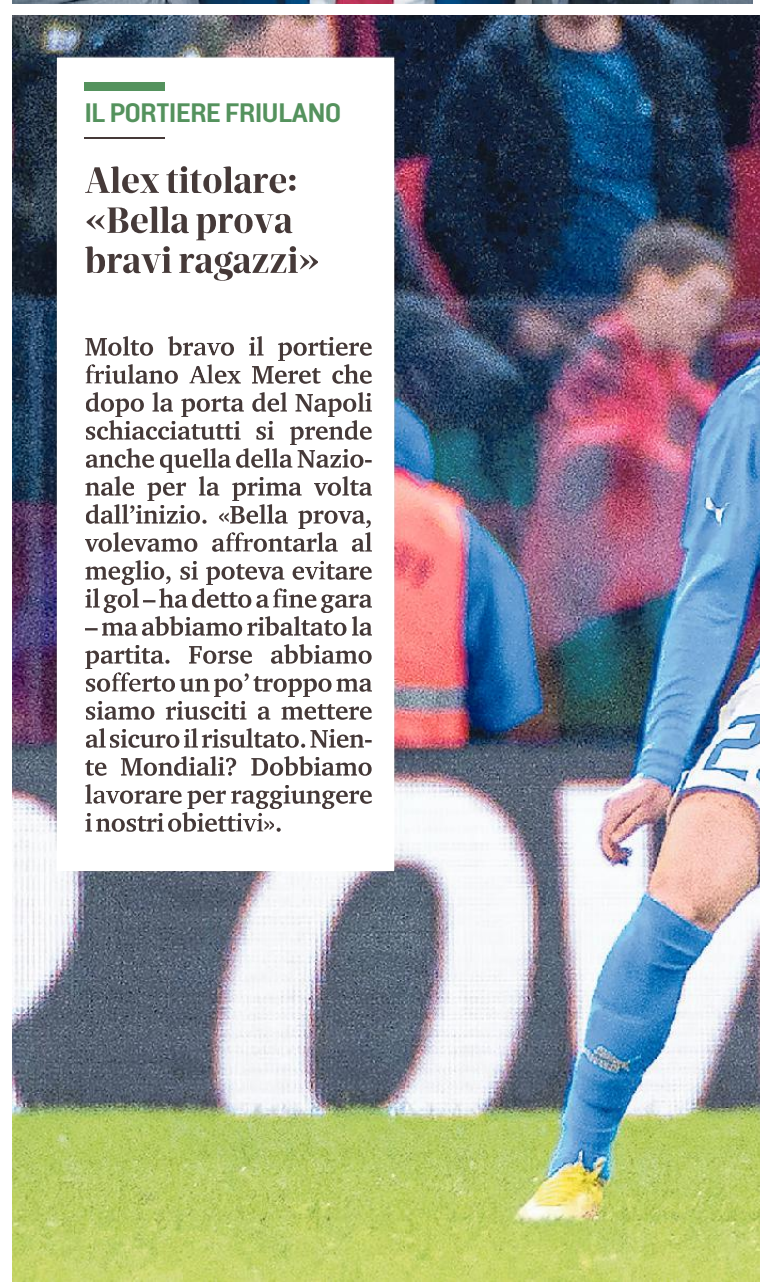 IL PORTIERE FRIULANO
Alex titolare:
«Bella prova
bravi ragazzi»
Molto bravo il portiere
friulano Alex Meret che
dopo la porta del Napoli
schiacciatutti si prende
anche quella della Nazio-
nale per la prima volta
dall’inizio. «Bella prova,
volevamo affrontarla al
meglio, si poteva evitare
il gol – ha detto a fine gara
– ma abbiamo ribaltato la
partita. Forse abbiamo
sofferto un po’ troppo ma
siamo riusciti a mettere
al sicuro il risultato. Nien-
te Mondiali? Dobbiamo
lavorare per raggiungere
i nostri obiettivi».